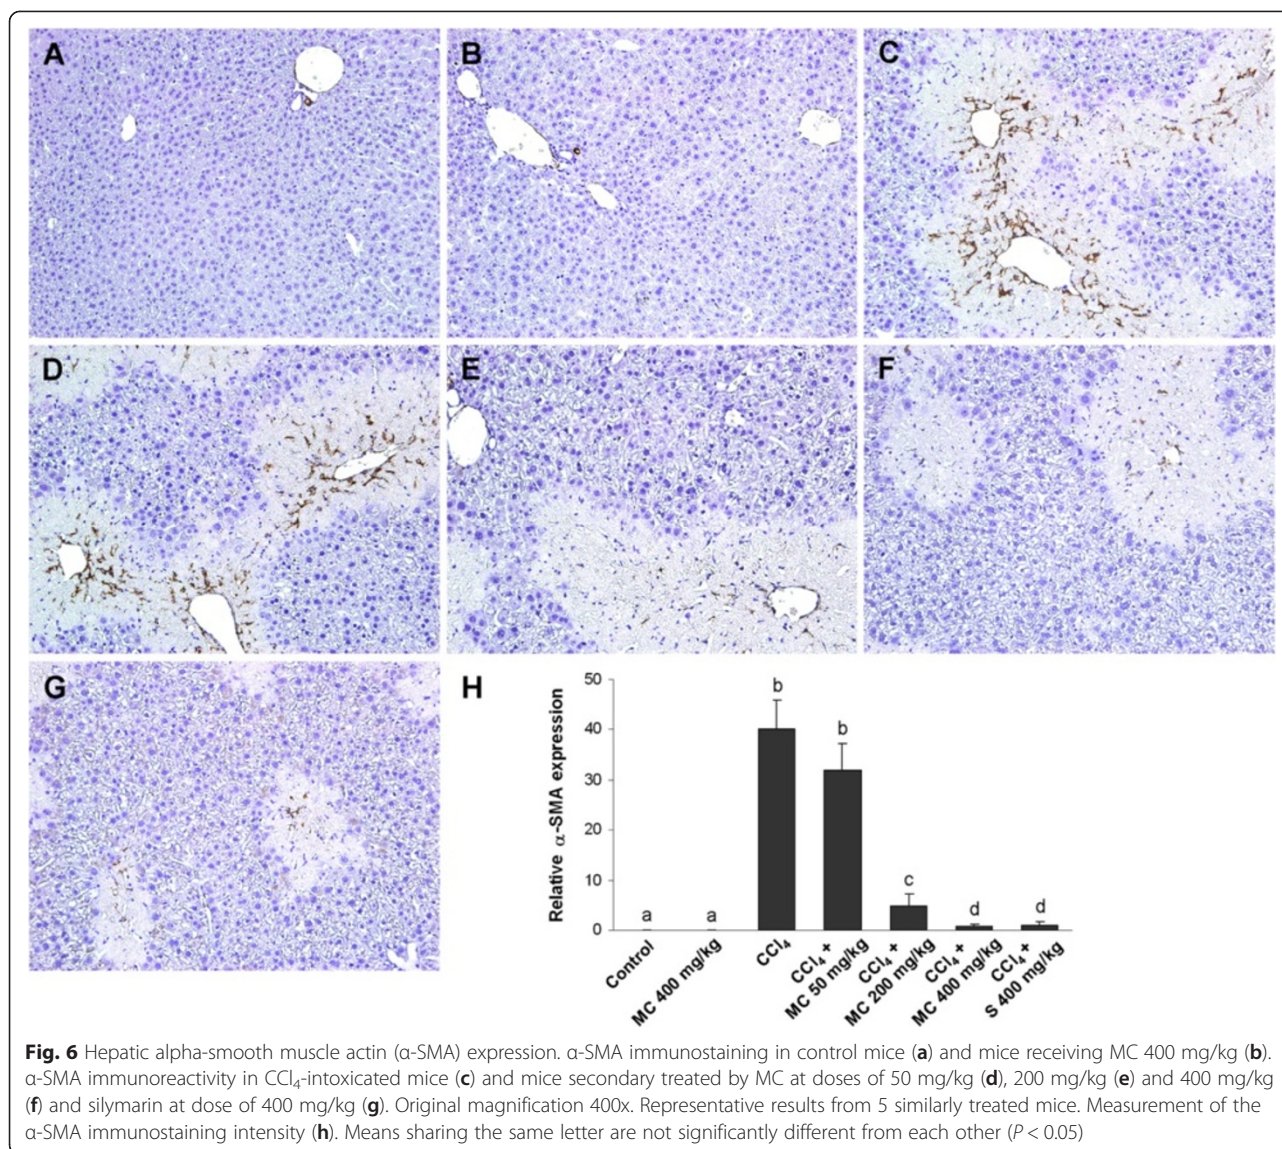 A
B
C
D
E
F
G
H
Relative α-SMA expression
50
40
30
20
10
0
a
a
b
b
c
d
d
Control
MC 400 mg/kg
CCl₄
CCl₄ +
MC 50 mg/kg
CCl₄ +
MC 200 mg/kg
CCl₄ +
MC 400 mg/kg
CCl₄ +
S 400 mg/kg
Fig. 6 Hepatic alpha-smooth muscle actin (α-SMA) expression. α-SMA immunostaining in control mice (a) and mice receiving MC 400 mg/kg (b).
α-SMA immunoreactivity in CCl₄-intoxicated mice (c) and mice secondary treated by MC at doses of 50 mg/kg (d), 200 mg/kg (e) and 400 mg/kg
(f) and silymarin at dose of 400 mg/kg (g). Original magnification 400x. Representative results from 5 similarly treated mice. Measurement of the
α-SMA immunostaining intensity (h). Means sharing the same letter are not significantly different from each other (P < 0.05)